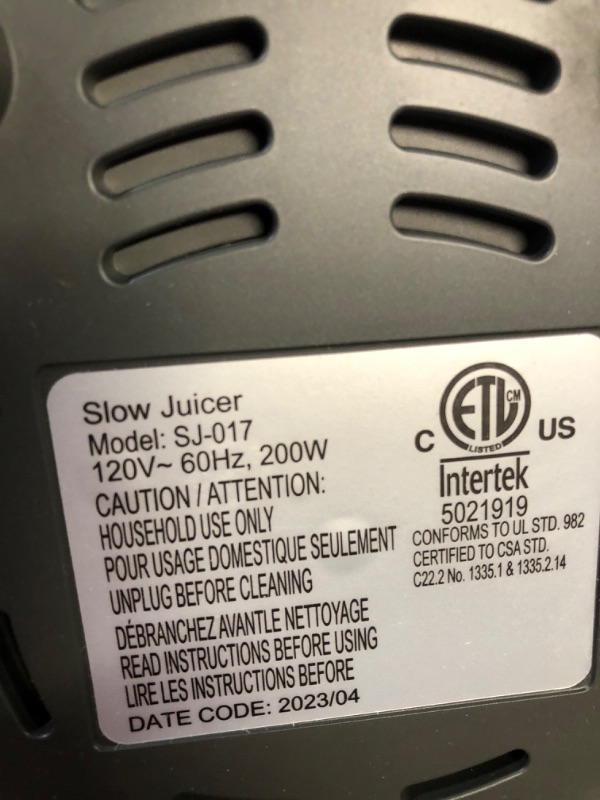 Slow Juicer
Model: SJ-017
120V~ 60Hz, 200W
CAUTION / ATTENTION:
HOUSEHOLD USE ONLY
POUR USAGE DOMESTIQUE SEULEMENT
UNPLUG BEFORE CLEANING
DÉBRANCHEZ AVANTLE NETTOYAGE
READ INSTRUCTIONS BEFORE USING
LIRE LES INSTRUCTIONS BEFORE
DATE CODE: 2023/04
C ETL CM US
LISTED
Intertek
5021919
CONFORMS TO UL STD. 982
CERTIFIED TO CSA STD.
C22.2 No. 1335.1 & 1335.2.14